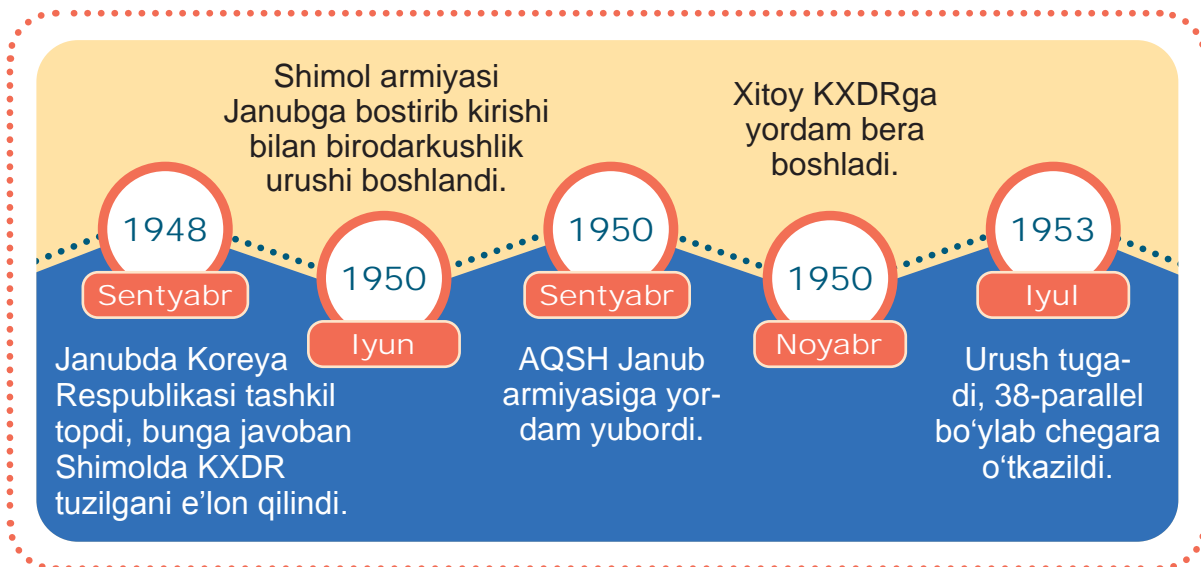 1948
Sentyabr
Janubda Koreya
Respublikasi tashkil
topdi, bunga javoban
Shimolda KXDR
tuzilgani e’lon qilindi.
Shimol armiyasi
Janubga bostirib kirishi
bilan birodarkushlik
urushi boshlandi.
1950
Iyun
1950
Sentyabr
AQSH Janub
armiyasiga yor-
dam yubordi.
Xitoy KXDRga
yordam bera
boshladi.
1950
Noyabr
1953
Iyul
Urush tuga-
di, 38-parallel
bo‘ylab chegara
o‘tkazildi.